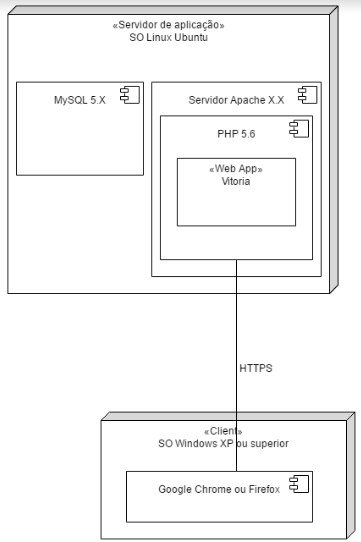 «Servidor de aplicação»
SO Linux Ubuntu
MySQL 5.X
Servidor Apache X.X
PHP 5.6
«Web App»
Vitoria
HTTPS
«Client»
SO Windows XP ou superior
Google Chrome ou Firefox